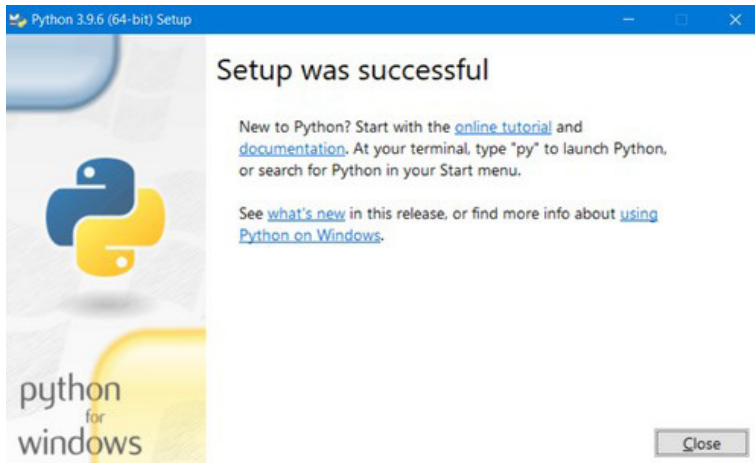 Python 3.9.6 (64-bit) Setup
Setup was successful
New to Python? Start with the online tutorial and
documentation. At your terminal, type "py" to launch Python,
or search for Python in your Start menu.
See what's new in this release, or find more info about using
Python on Windows.
python
for
windows
Close